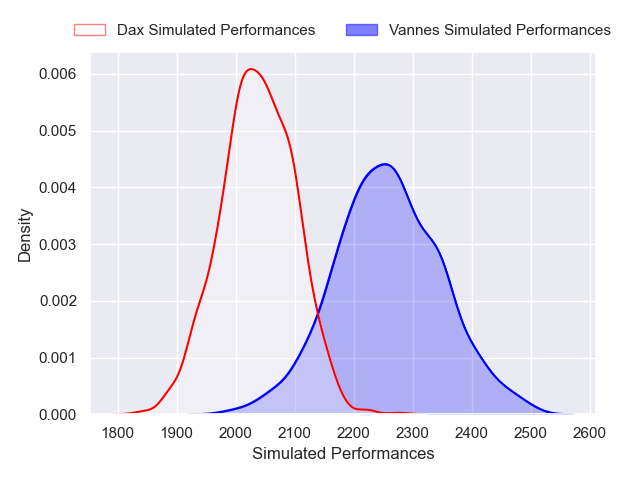 Dax Simulated Performances Vannes Simulated Performances
0.006
0.005
0.004
0.003
0.002
0.001
0.000
Density
1800 1900 2000 2100 2200 2300 2400 2500 2600
Simulated Performances